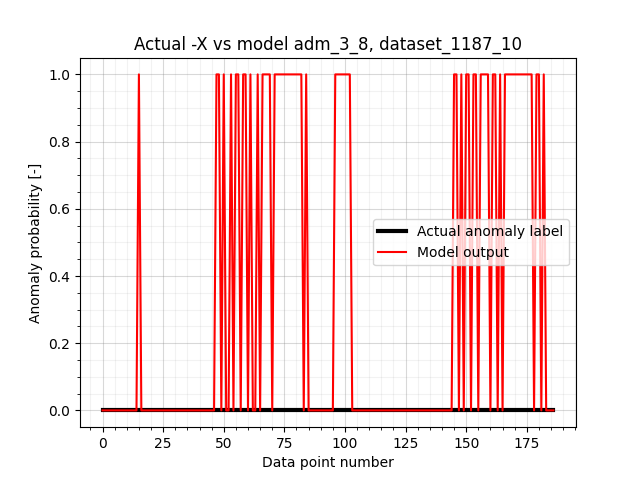 Actual -X vs model adm_3_8, dataset_1187_10
1.0
0.8
0.6
0.4
0.2
0.0
Anomaly probability [-]
Actual anomaly label
Model output
0 25 50 75 100 125 150 175
Data point number